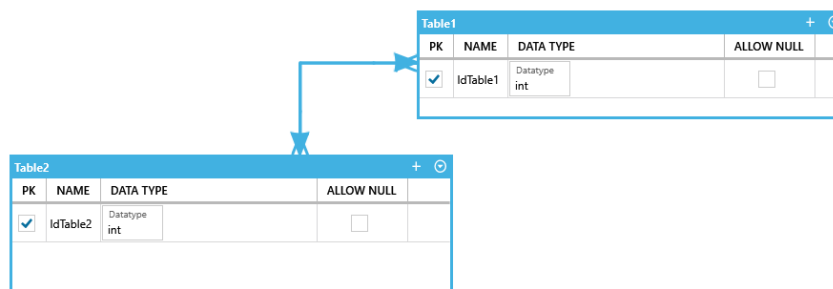 Table1
PK NAME DATA TYPE ALLOW NULL
Datatype
IdTable1 int
Table2
PK NAME DATA TYPE ALLOW NULL
Datatype
IdTable2 int